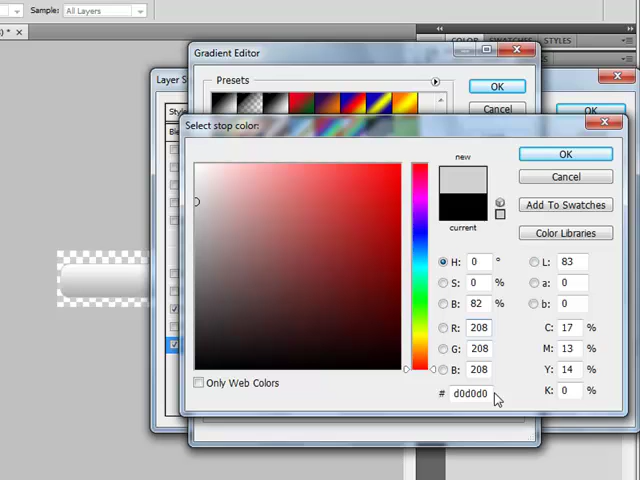 Sample: All Layers
) * ×
COLOR SWATCHES STYLES
Gradient Editor
Presets
OK
Cancel
Layer S
OK
Select stop color:
new
current
OK
Cancel
Add To Swatches
Color Libraries
H: 0 °
S: 0 %
B: 82 %
R: 208
G: 208
B: 208
# d0d0d0
L: 83
a: 0
b: 0
C: 17 %
M: 13 %
Y: 14 %
K: 0 %
Only Web Colors